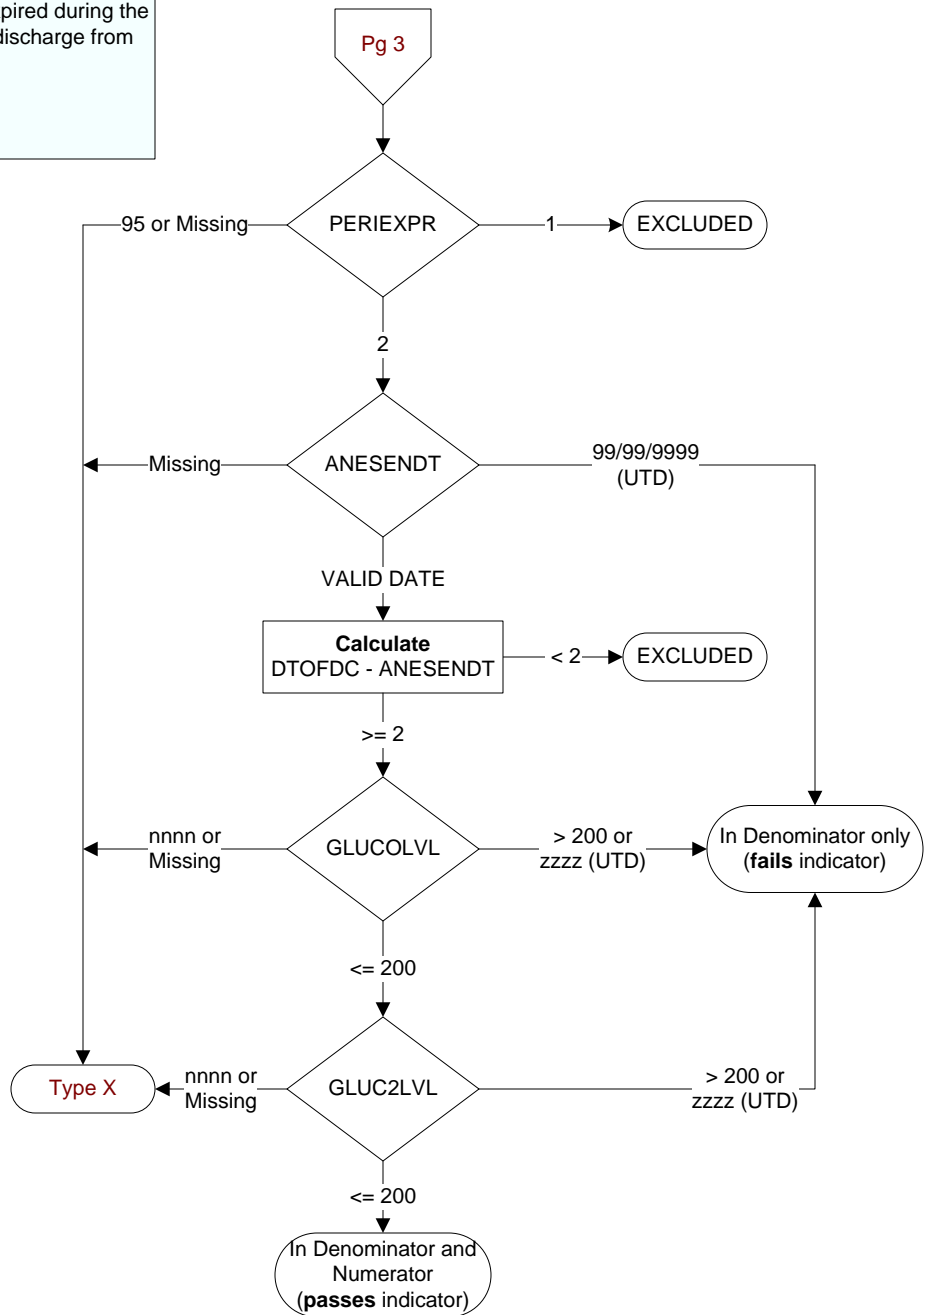 expired during the
discharge from
Pg 3
95 or Missing
PERIEXPR
1
EXCLUDED
2
Missing
ANESENDT
99/99/9999
(UTD)
VALID DATE
Calculate
DTOFDC - ANESENDT
< 2
EXCLUDED
>= 2
nnnn or
Missing
GLUCOLVL
> 200 or
zzzz (UTD)
In Denominator only
(fails indicator)
<= 200
Type X
nnnn or
Missing
GLUC2LVL
> 200 or
zzzz (UTD)
<= 200
In Denominator and
Numerator
(passes indicator)